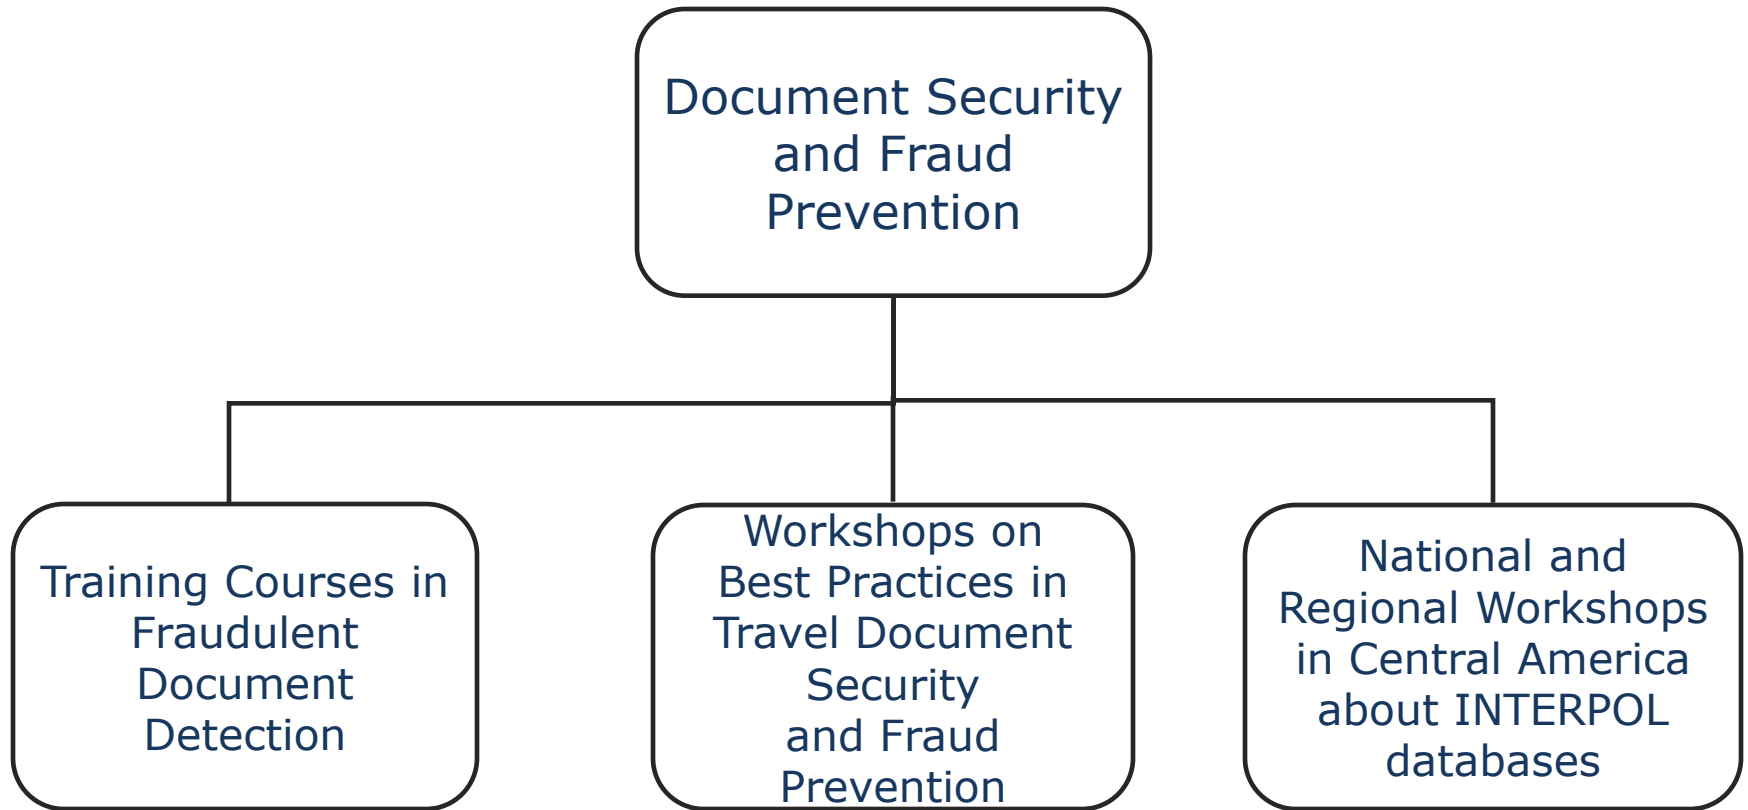 Document Security
and Fraud
Prevention
Training Courses in
Fraudulent
Document
Detection
Workshops on
Best Practices in
Travel Document
Security
and Fraud
Prevention
National and
Regional Workshops
in Central America
about INTERPOL
databases